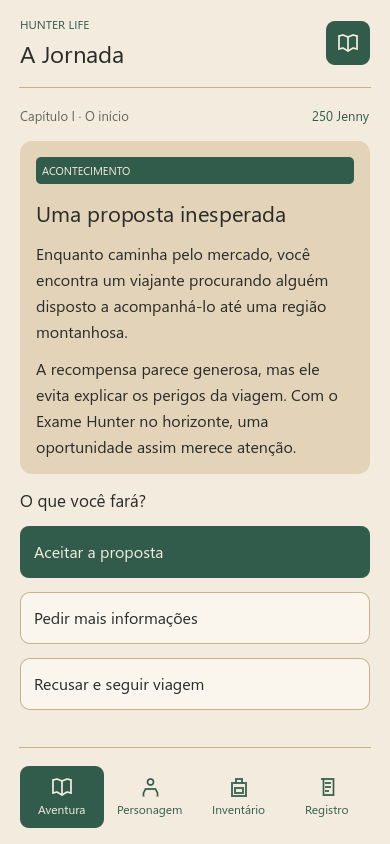 HUNTER LIFE
A Jornada
Capítulo I · O início
250 Jenny
ACONTECIMENTO
Uma proposta inesperada
Enquanto caminha pelo mercado, você
encontra um viajante procurando alguém
disposto a acompanhá-lo até uma região
montanhosa.
A recompensa parece generosa, mas ele
evita explicar os perigos da viagem. Com o
Exame Hunter no horizonte, uma
oportunidade assim merece atenção.
O que você fará?
Aceitar a proposta
Pedir mais informações
Recusar e seguir viagem
Aventura
Personagem
Inventário
Registro